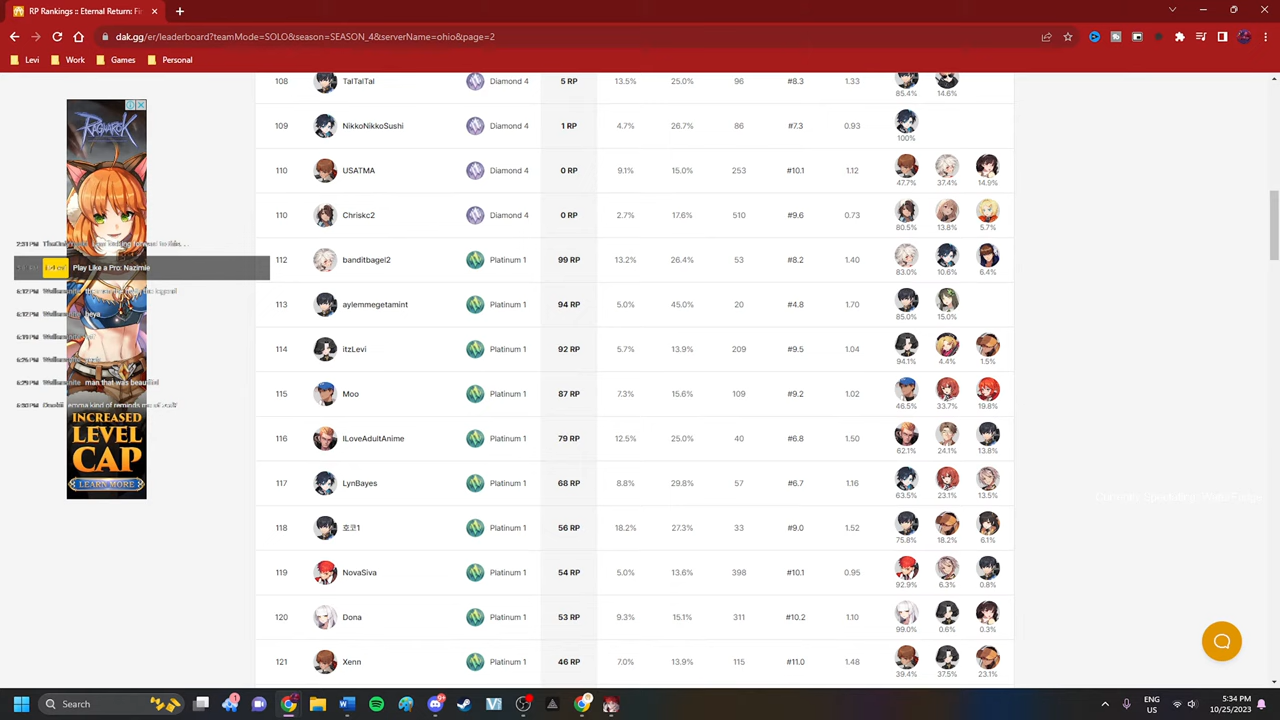 RP Rankings :: Eternal Return: Fi
dak.gg/er/leaderboard?teamMode=SOLO&season=SEASON_4&serverName=ohio&page=2
Levi Work Games Personal
108 TalTalTal Diamond 4 5 RP 13.5% 25.0% 96 #8.3 1.33 85.4% 14.6%
109 NikkoNikkoSushi Diamond 4 1 RP 4.7% 26.7% 86 #7.3 0.93 100%
110 USATMA Diamond 4 0 RP 9.1% 15.0% 253 #10.1 1.12 47.7% 37.4% 14.9%
110 Chriskc2 Diamond 4 0 RP 2.7% 17.6% 510 #9.6 0.73 80.5% 13.8% 5.7%
112 banditbagel2 Platinum 1 99 RP 13.2% 26.4% 53 #8.2 1.40 83.0% 10.6% 6.4%
113 aylemmegetamint Platinum 1 94 RP 5.0% 45.0% 20 #4.8 1.70 85.0% 15.0%
114 itzLevi Platinum 1 92 RP 5.7% 13.9% 209 #9.5 1.04 94.1% 4.4% 1.5%
115 Moo Platinum 1 87 RP 7.3% 15.6% 109 #9.2 1.02 46.5% 33.7% 19.8%
116 ILoveAdultAnime Platinum 1 79 RP 12.5% 25.0% 40 #6.8 1.50 62.1% 24.1% 13.8%
117 LynBayes Platinum 1 68 RP 8.8% 29.8% 57 #6.7 1.16 63.5% 23.1% 13.5%
118 호코1 Platinum 1 56 RP 18.2% 27.3% 33 #9.0 1.52 75.8% 18.2% 6.1%
119 NovaSiva Platinum 1 54 RP 5.0% 13.6% 398 #10.1 0.95 92.9% 6.3% 0.8%
120 Dona Platinum 1 53 RP 9.3% 15.1% 311 #10.2 1.10 99.0% 0.6% 0.3%
121 Xenn Platinum 1 46 RP 7.0% 13.9% 115 #11.0 1.48 39.4% 37.5% 23.1%
RAGNARÖK
2:31 PM
Play Like a Pro: Nazimie
heya
man that was beautiful
INCREASED
LEVEL
CAP
LEARN MORE
Search
ENG
US
5:34 PM
10/25/2023